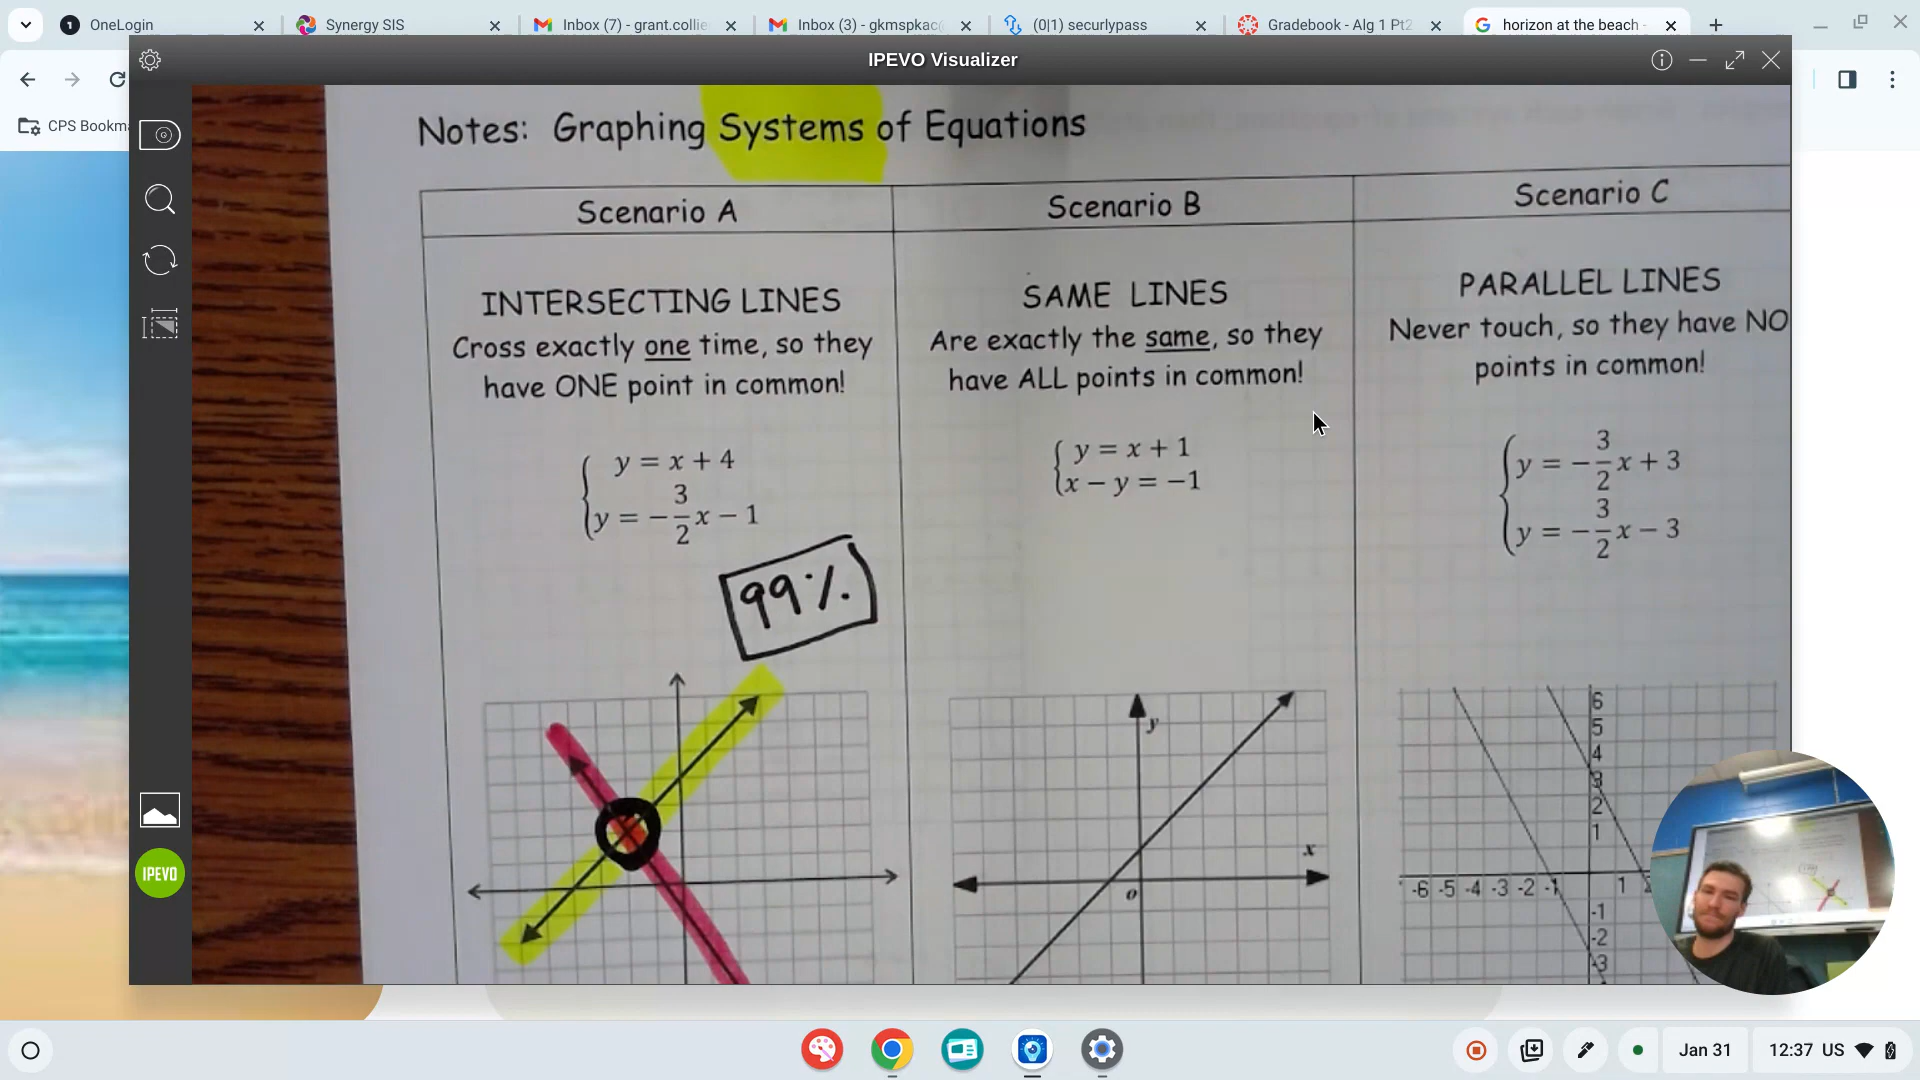 OneLogin
Synergy SIS
Inbox (7) - grant.collie
Inbox (3) - gkmspkac
(0|1) securlypass
Gradebook - Alg 1 Pt2
horizon at the beach -
IPEVO Visualizer
CPS Bookma
Notes: Graphing Systems of Equations
Scenario A
INTERSECTING LINES
Cross exactly one time, so they
have ONE point in common!
y = x + 4
y = -3/2 x - 1
99%
Scenario B
SAME LINES
Are exactly the same, so they
have ALL points in common!
y = x + 1
x - y = -1
y
x
o
Scenario C
PARALLEL LINES
Never touch, so they have NO
points in common!
y = -3/2 x + 3
y = -3/2 x - 3
6
5
4
3
2
1
-6 -5 -4 -3 -2 -1 1
-1
-2
-3
IPEVO
Jan 31
12:37 US